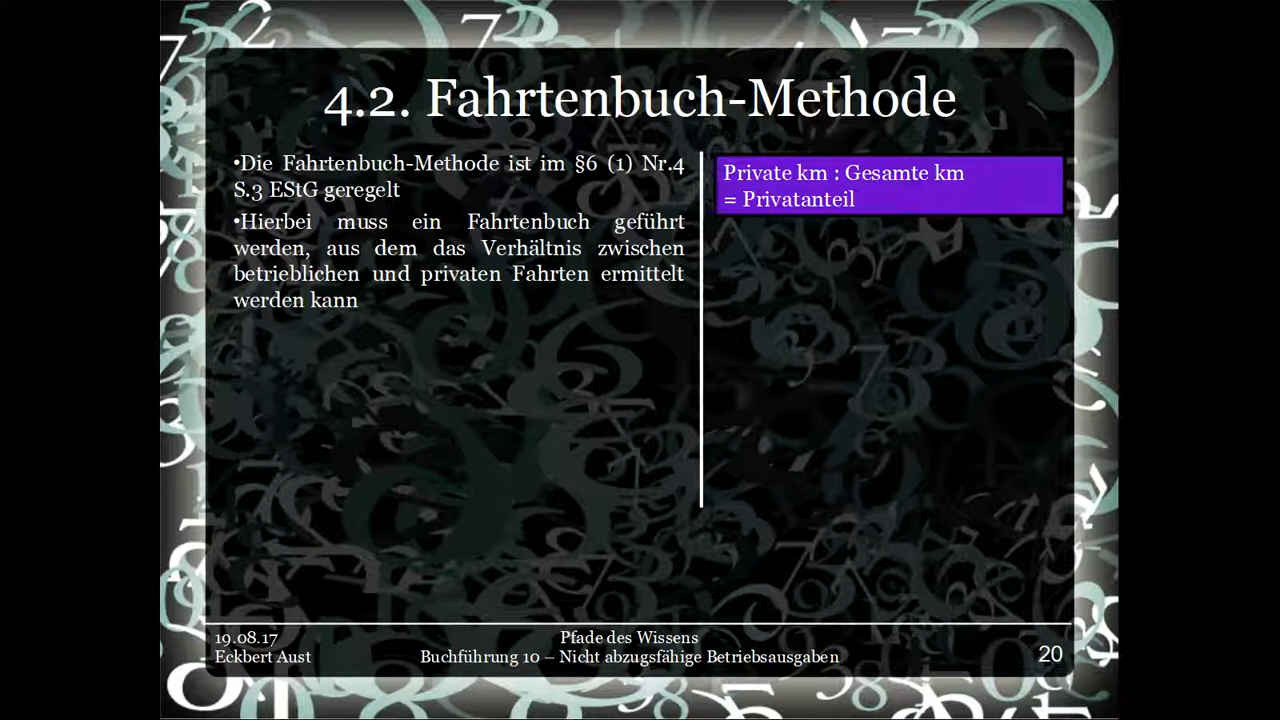 4.2. Fahrtenbuch-Methode
•Die Fahrtenbuch-Methode ist im §6 (1) Nr.4
S.3 EStG geregelt
•Hierbei muss ein Fahrtenbuch geführt
werden, aus dem das Verhältnis zwischen
betrieblichen und privaten Fahrten ermittelt
werden kann
Private km : Gesamte km
= Privatanteil
19.08.17
Eckbert Aust
Pfade des Wissens
Buchführung 10 – Nicht abzugsfähige Betriebsausgaben
20